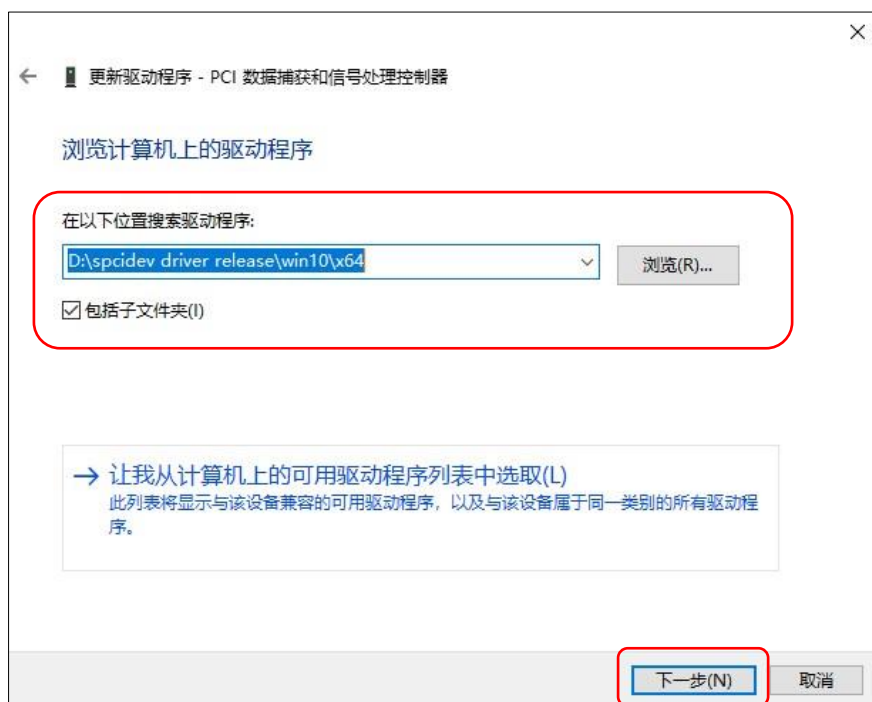 更新驱动程序 - PCI 数据捕获和信号处理控制器
浏览计算机上的驱动程序
在以下位置搜索驱动程序:
D:\spcidev driver release\win10\x64
浏览(R)...
包括子文件夹(I)
让我从计算机上的可用驱动程序列表中选取(L)
此列表将显示与该设备兼容的可用驱动程序，以及与该设备属于同一类别的所有驱动程
序。
下一步(N)
取消